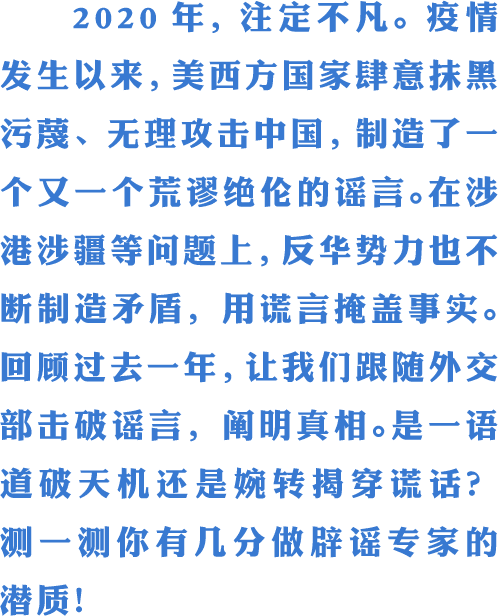 2020年，注定不凡。疫情
发生以来，美西方国家肆意抹黑
污蔑、无理攻击中国，制造了一
个又一个荒谬绝伦的谣言。在涉
港涉疆等问题上，反华势力也不
断制造矛盾，用谎言掩盖事实。
回顾过去一年，让我们跟随外交
部击破谣言，阐明真相。是一语
道破天机还是婉转揭穿谎话？
测一测你有几分做辟谣专家的
潜质！